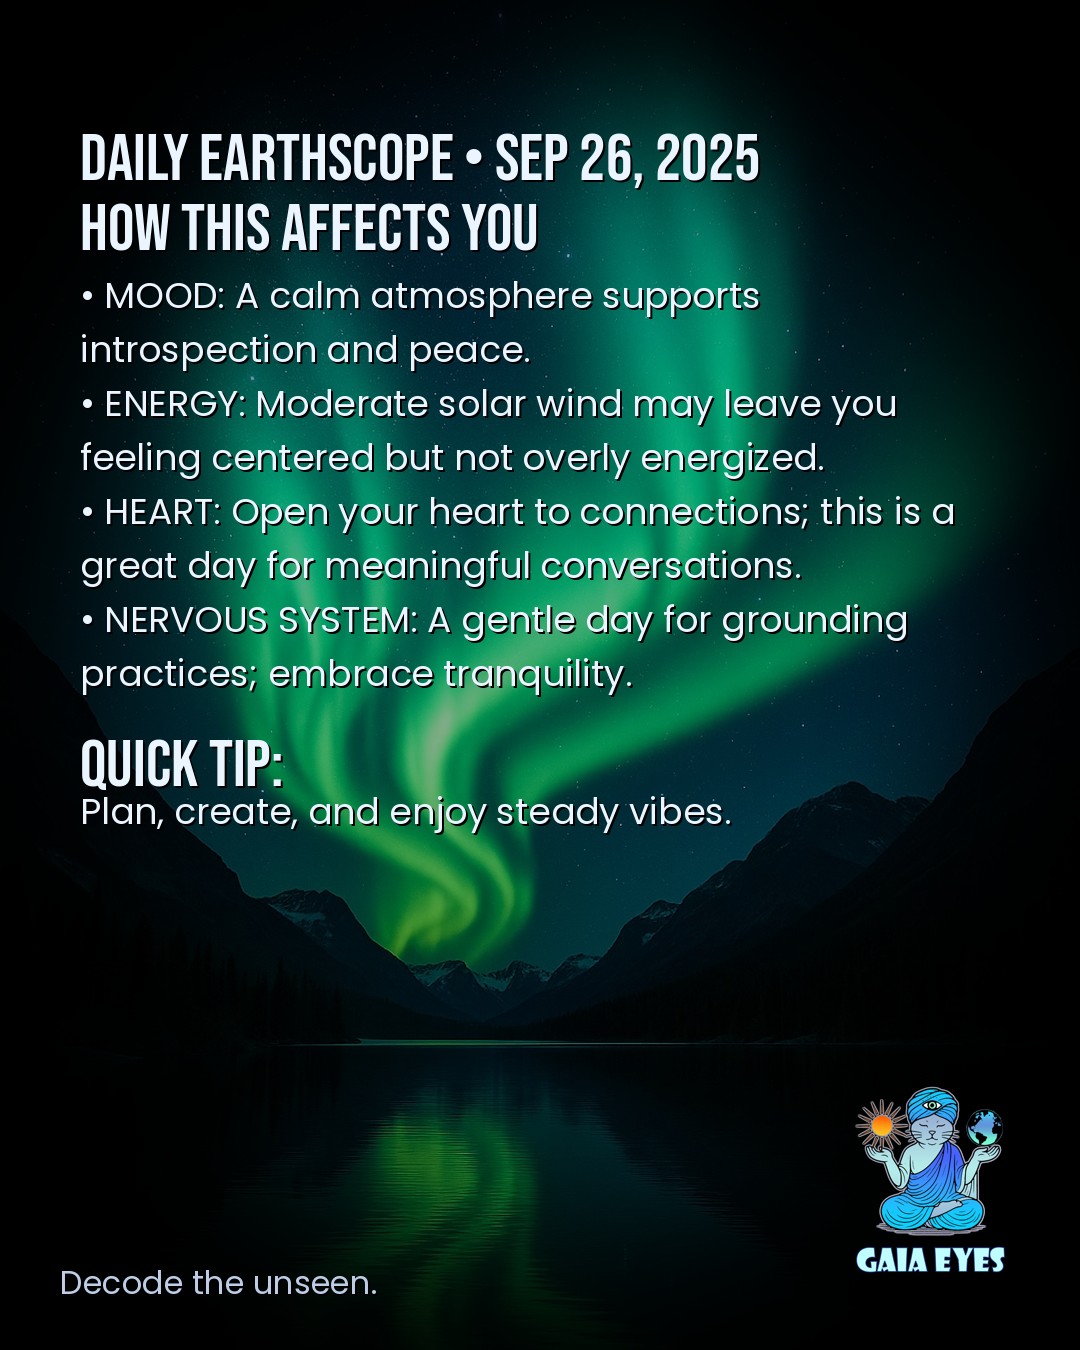 DAILY EARTHSCOPE • SEP 26, 2025
HOW THIS AFFECTS YOU
• MOOD: A calm atmosphere supports
introspection and peace.
• ENERGY: Moderate solar wind may leave you
feeling centered but not overly energized.
• HEART: Open your heart to connections; this is a
great day for meaningful conversations.
• NERVOUS SYSTEM: A gentle day for grounding
practices; embrace tranquility.
QUICK TIP:
Plan, create, and enjoy steady vibes.
GAIA EYES
Decode the unseen.